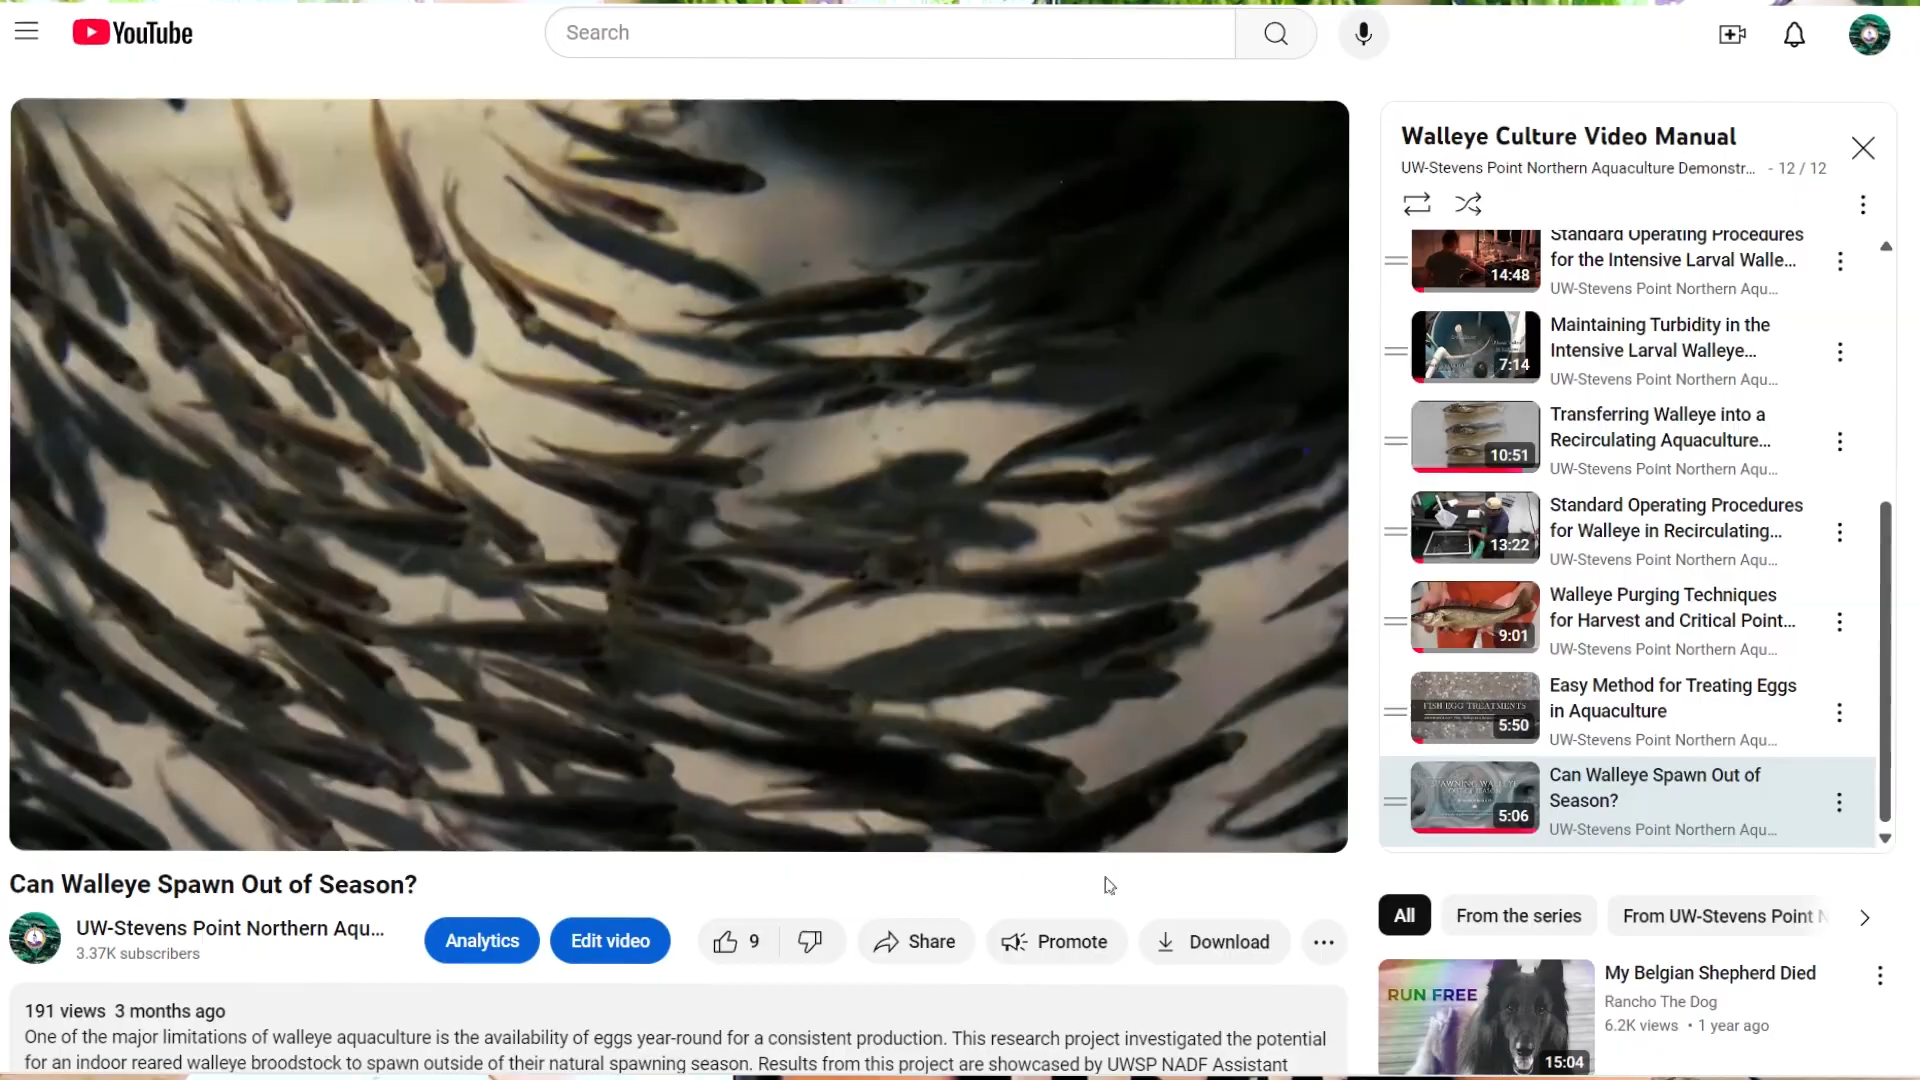 YouTube
Search
Walleye Culture Video Manual
UW-Stevens Point Northern Aquaculture Demonstr... - 12 / 12
Standard Operating Procedures
for the Intensive Larval Walle...
14:48
UW-Stevens Point Northern Aqu...
Maintaining Turbidity in the
Intensive Larval Walleye...
7:14
UW-Stevens Point Northern Aqu...
Transferring Walleye into a
Recirculating Aquaculture...
10:51
UW-Stevens Point Northern Aqu...
Standard Operating Procedures
for Walleye in Recirculating...
13:22
UW-Stevens Point Northern Aqu...
Walleye Purging Techniques
for Harvest and Critical Point...
9:01
UW-Stevens Point Northern Aqu...
Easy Method for Treating Eggs
in Aquaculture
FISH EGG TREATMENTS
5:50
UW-Stevens Point Northern Aqu...
Can Walleye Spawn Out of
Season?
SPAWNING WALLEYE
OUT OF SEASON
5:06
UW-Stevens Point Northern Aqu...
Can Walleye Spawn Out of Season?
UW-Stevens Point Northern Aqu...
3.37K subscribers
Analytics
Edit video
9
Share
Promote
Download
191 views 3 months ago
One of the major limitations of walleye aquaculture is the availability of eggs year-round for a consistent production. This research project investigated the potential
for an indoor reared walleye broodstock to spawn outside of their natural spawning season. Results from this project are showcased by UWSP NADF Assistant
All
From the series
From UW-Stevens Point
RUN FREE
15:04
My Belgian Shepherd Died
Rancho The Dog
6.2K views • 1 year ago